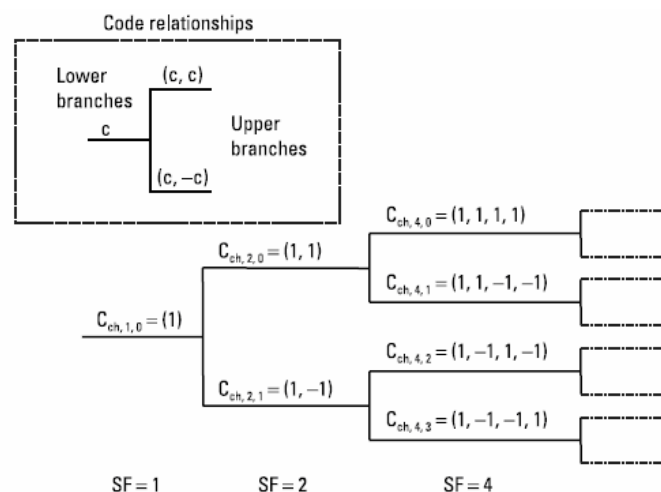 Code relationships
Lower
branches
(c, c)
c
Upper
branches
(c, –c)
C_ch, 4, 0 = (1, 1, 1, 1)
C_ch, 2, 0 = (1, 1)
C_ch, 4, 1 = (1, 1, –1, –1)
C_ch, 1, 0 = (1)
C_ch, 4, 2 = (1, –1, 1, –1)
C_ch, 2, 1 = (1, –1)
C_ch, 4, 3 = (1, –1, –1, 1)
SF = 1 SF = 2 SF = 4